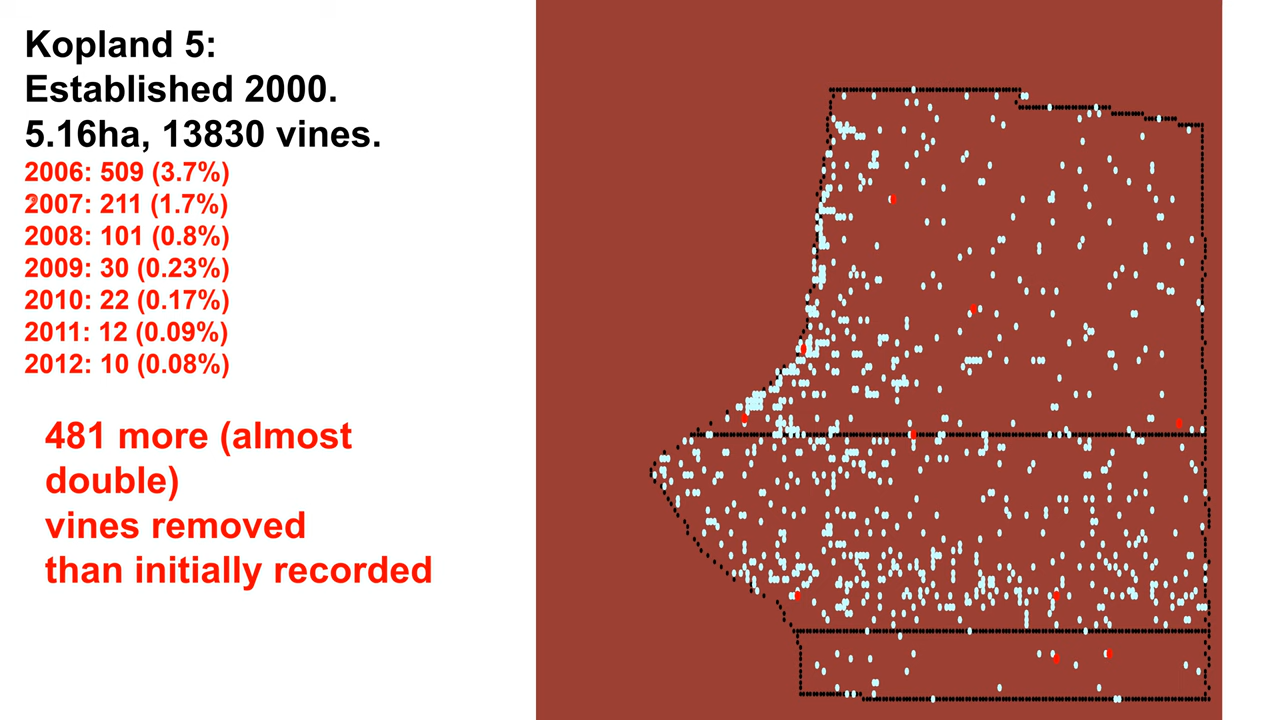 Kopland 5:
Established 2000.
5.16ha, 13830 vines.
2006: 509 (3.7%)
2007: 211 (1.7%)
2008: 101 (0.8%)
2009: 30 (0.23%)
2010: 22 (0.17%)
2011: 12 (0.09%)
2012: 10 (0.08%)
481 more (almost
double)
vines removed
than initially recorded